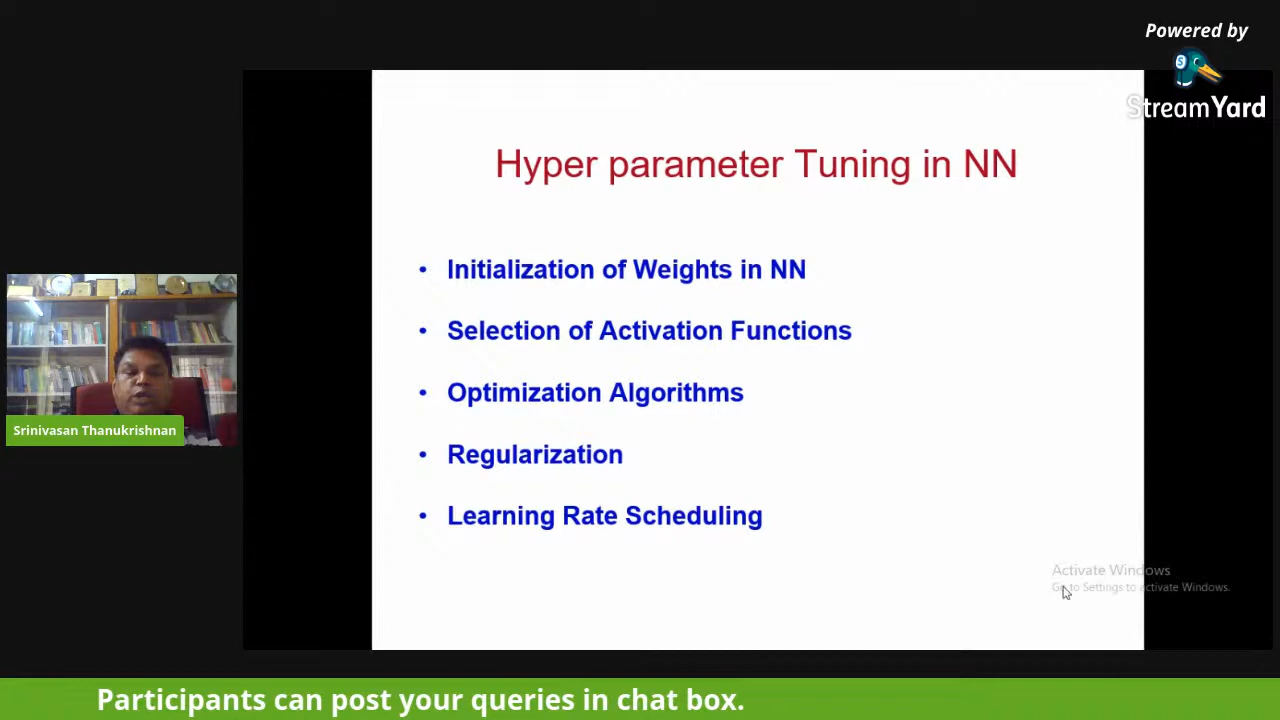 Powered by
StreamYard
Hyper parameter Tuning in NN
• Initialization of Weights in NN
• Selection of Activation Functions
• Optimization Algorithms
• Regularization
• Learning Rate Scheduling
Srinivasan Thanukrishnan
Activate Windows
Go to Settings to activate Windows.
Participants can post your queries in chat box.